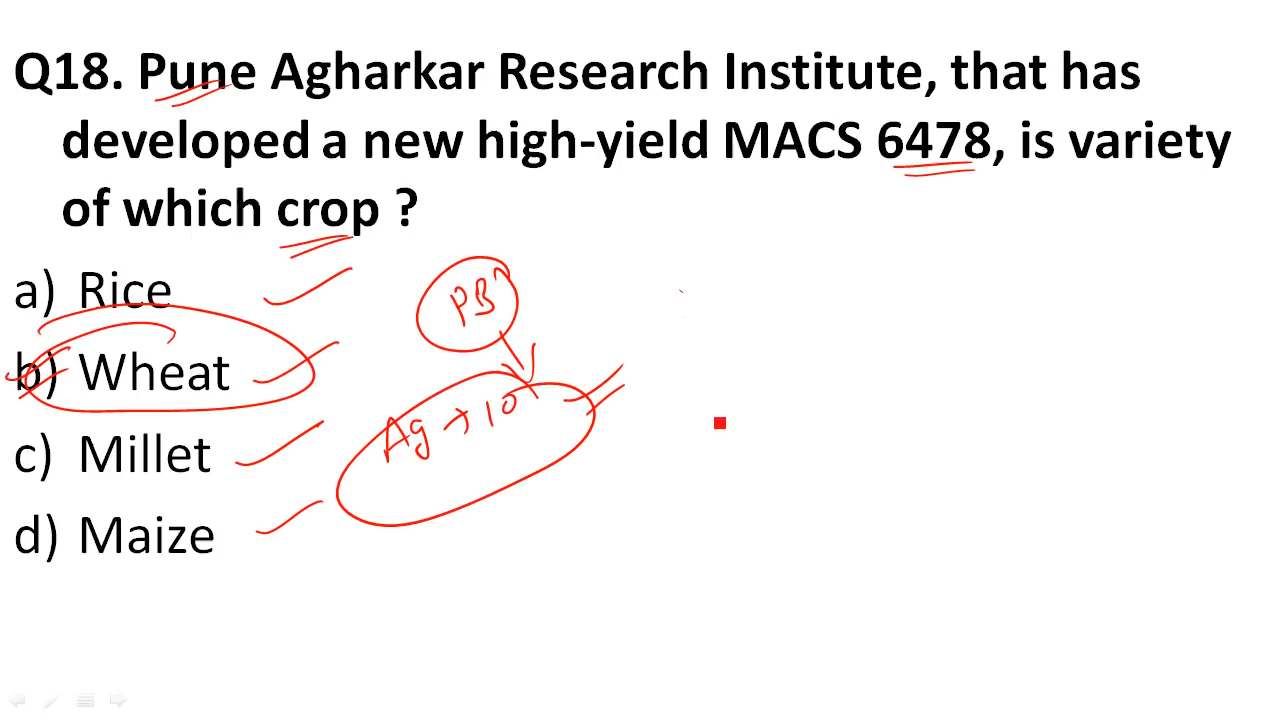 Q18. Pune Agharkar Research Institute, that has
developed a new high-yield MACS 6478, is variety
of which crop ?
a) Rice
b) Wheat
c) Millet
d) Maize
PB
Ag → 10